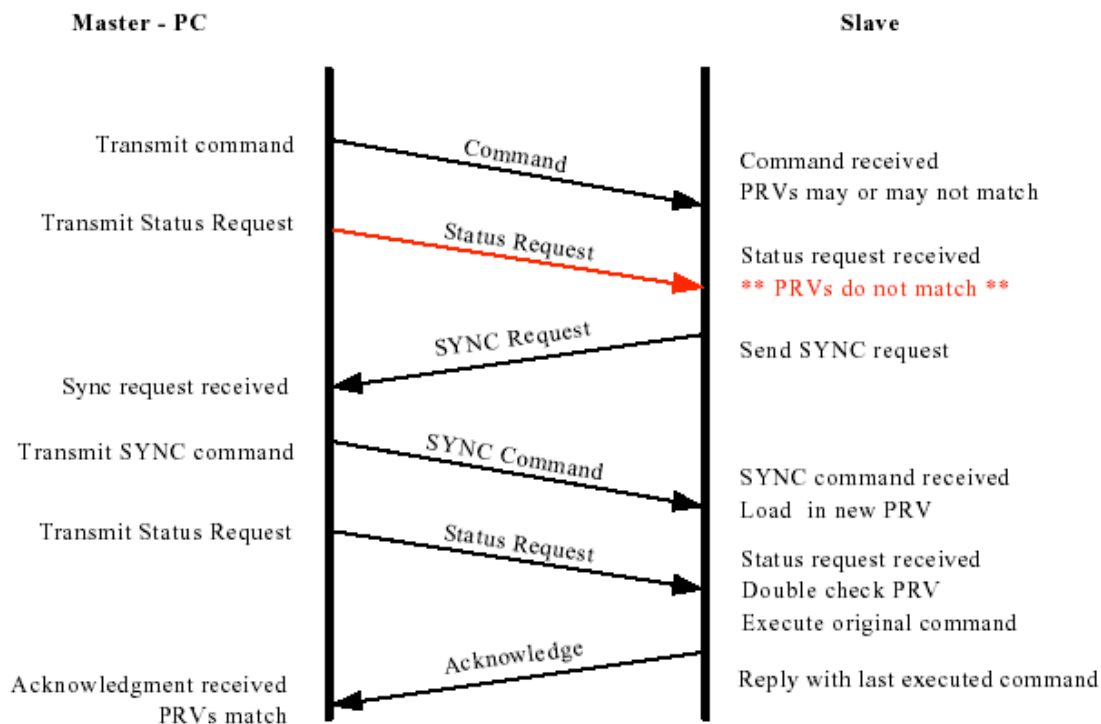 Master - PC
Slave
Transmit command
Command
Command received
PRVs may or may not match
Transmit Status Request
Status Request
Status request received
** PRVs do not match **
SYNC Request
Send SYNC request
Sync request received
Transmit SYNC command
SYNC Command
SYNC command received
Load in new PRV
Transmit Status Request
Status Request
Status request received
Double check PRV
Execute original command
Acknowledge
Reply with last executed command
Acknowledgment received
PRVs match